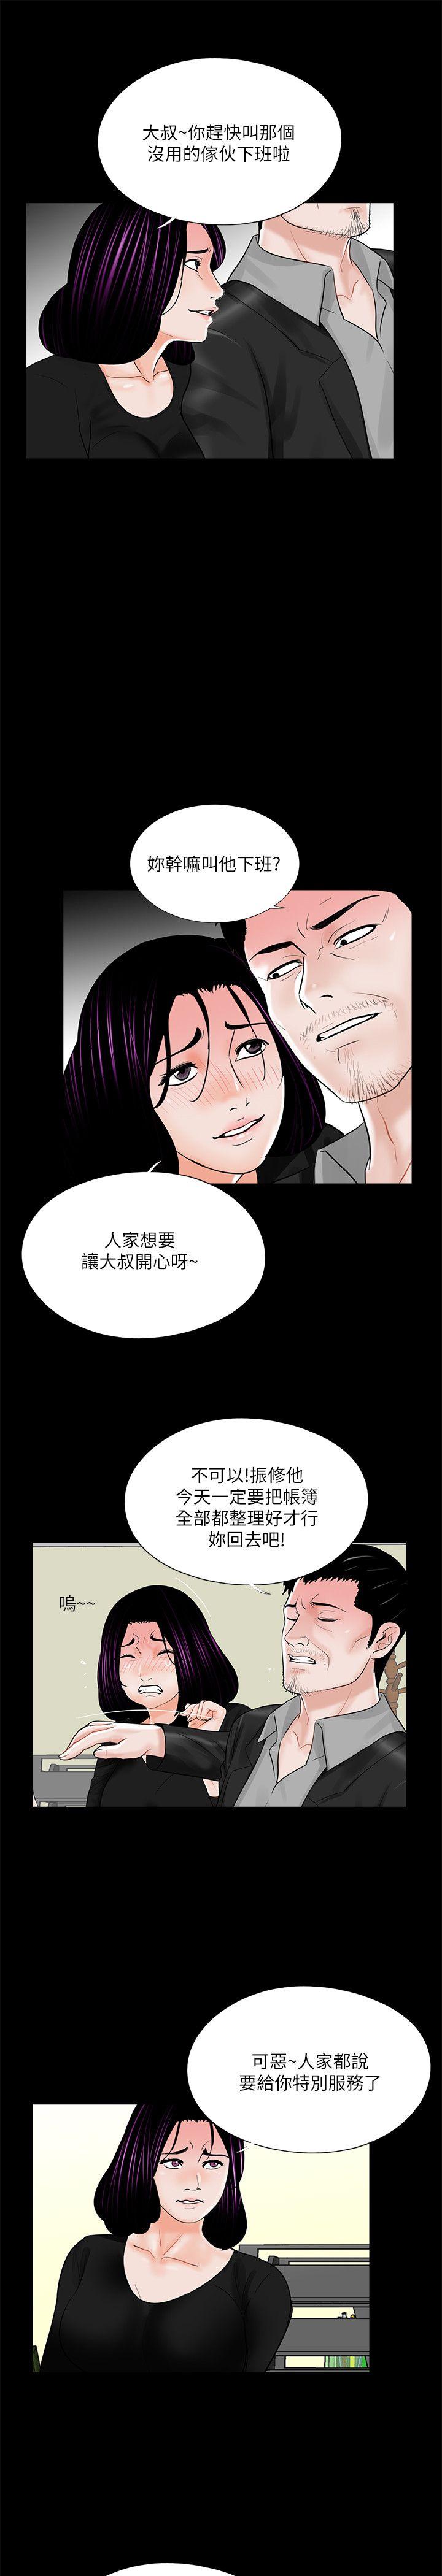 大叔~你趕快叫那個
沒用的傢伙下班啦
妳幹嘛叫他下班?
人家想要
讓大叔開心呀~
不可以!振修他
今天一定要把帳簿
全部都整理好才行
妳回去吧!
嗚~~
可惡~人家都說
要給你特別服務了